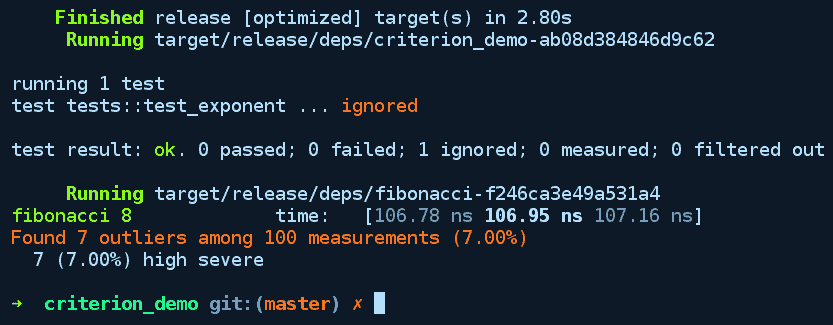 Finished release [optimized] target(s) in 2.80s
Running target/release/deps/criterion_demo-ab08d384846d9c62
running 1 test
test tests::test_exponent ... ignored
test result: ok. 0 passed; 0 failed; 1 ignored; 0 measured; 0 filtered out
Running target/release/deps/fibonacci-f246ca3e49a531a4
fibonacci 8 time: [106.78 ns 106.95 ns 107.16 ns]
Found 7 outliers among 100 measurements (7.00%)
7 (7.00%) high severe
➜ criterion_demo git:(master) ✗